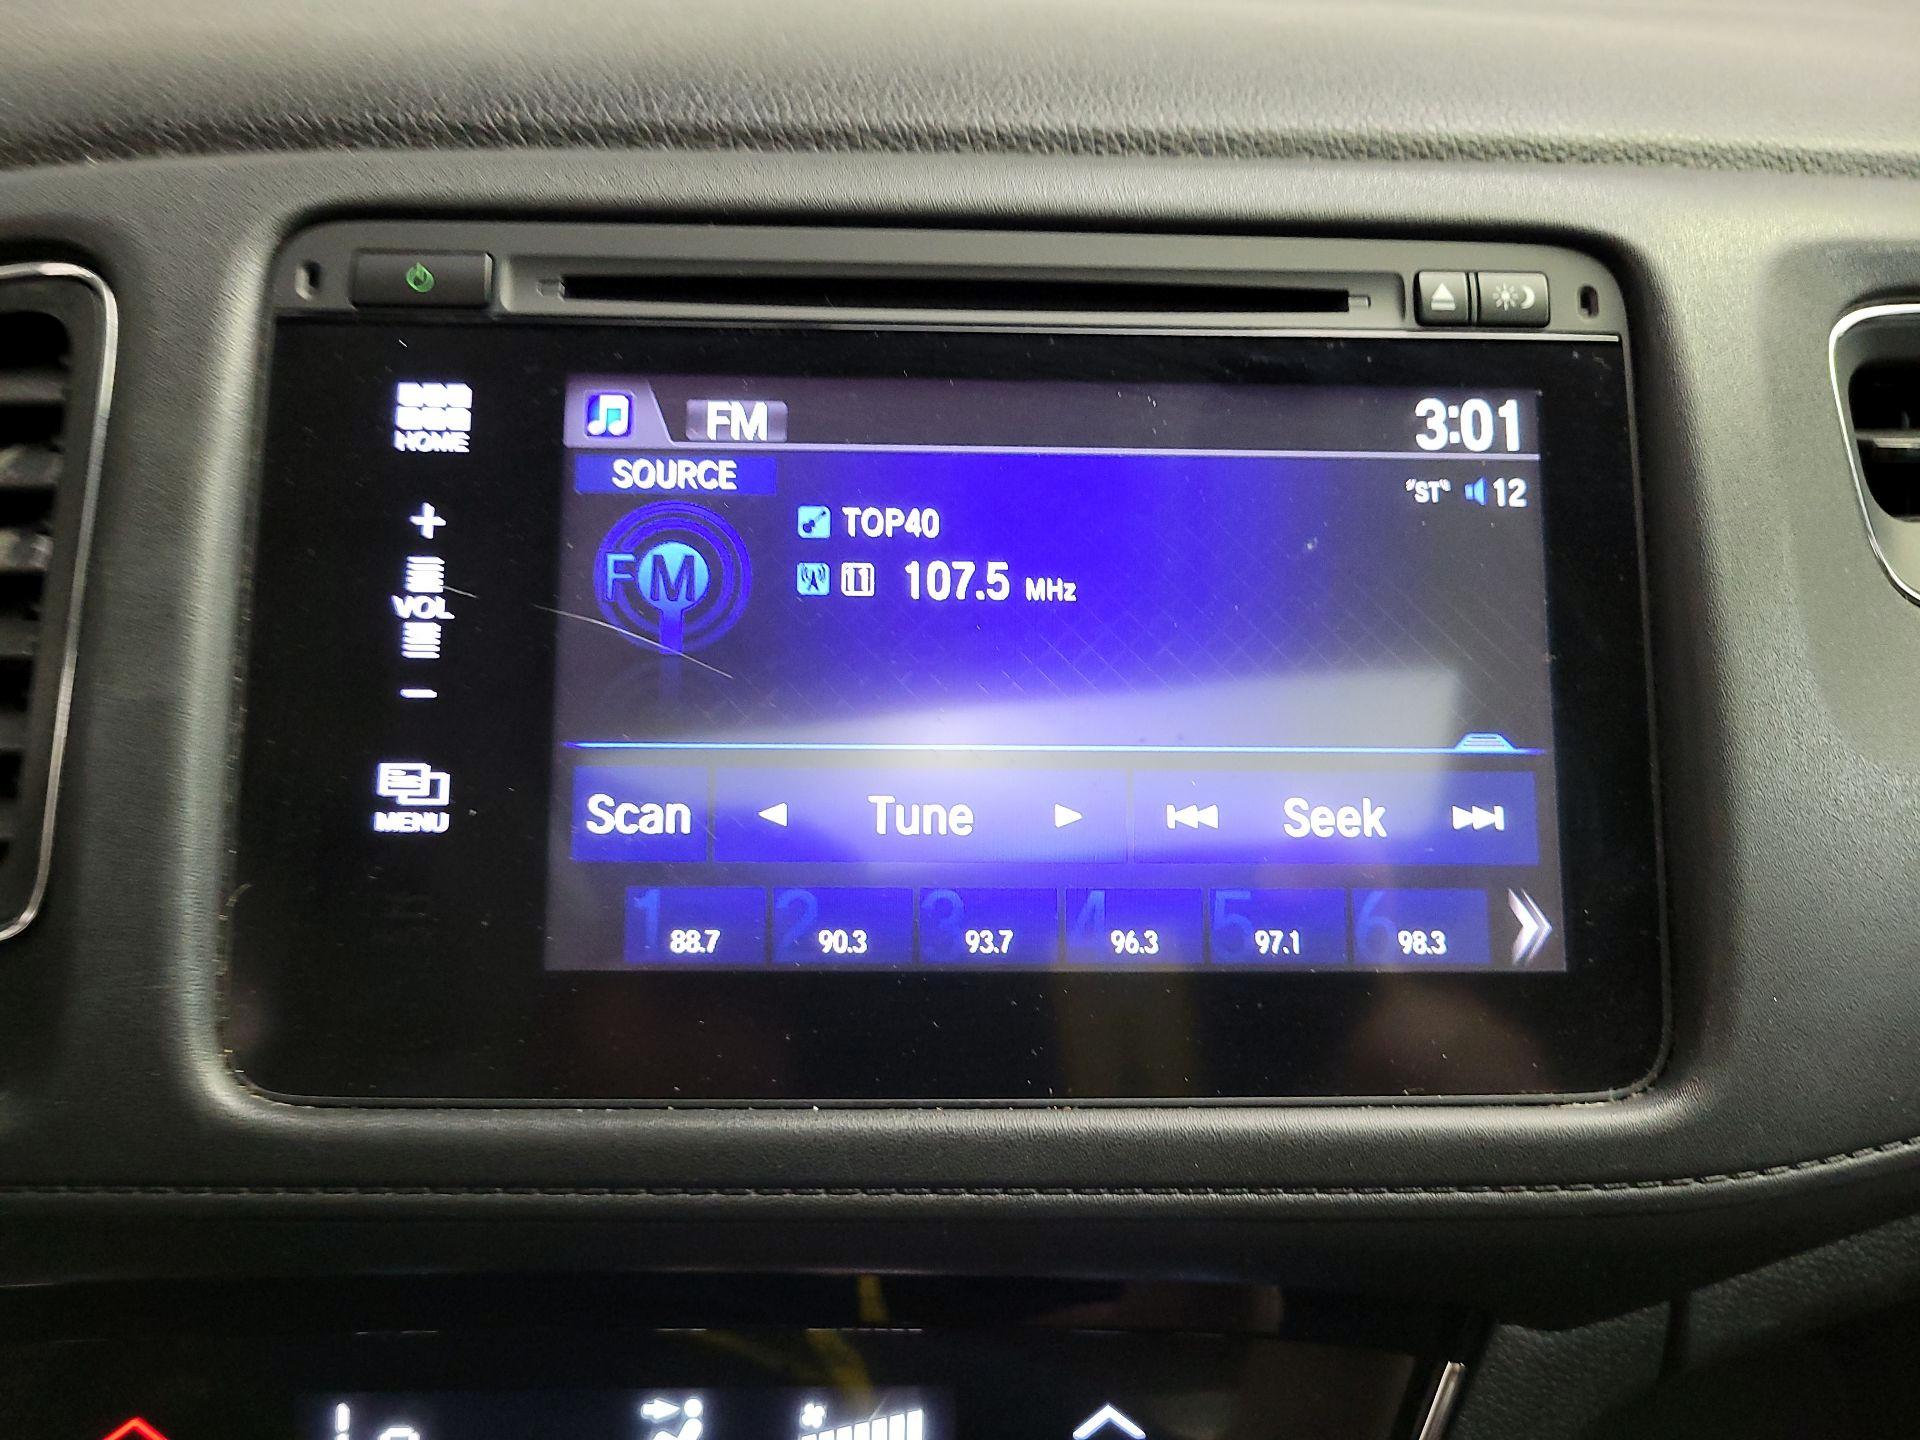 HOME
VOL
MENU
FM
3:01
SOURCE
"ST" 12
FM
TOP40
11 107.5 MHz
Scan Tune Seek
1 88.7
2 90.3
3 93.7
4 96.3
5 97.1
6 98.3